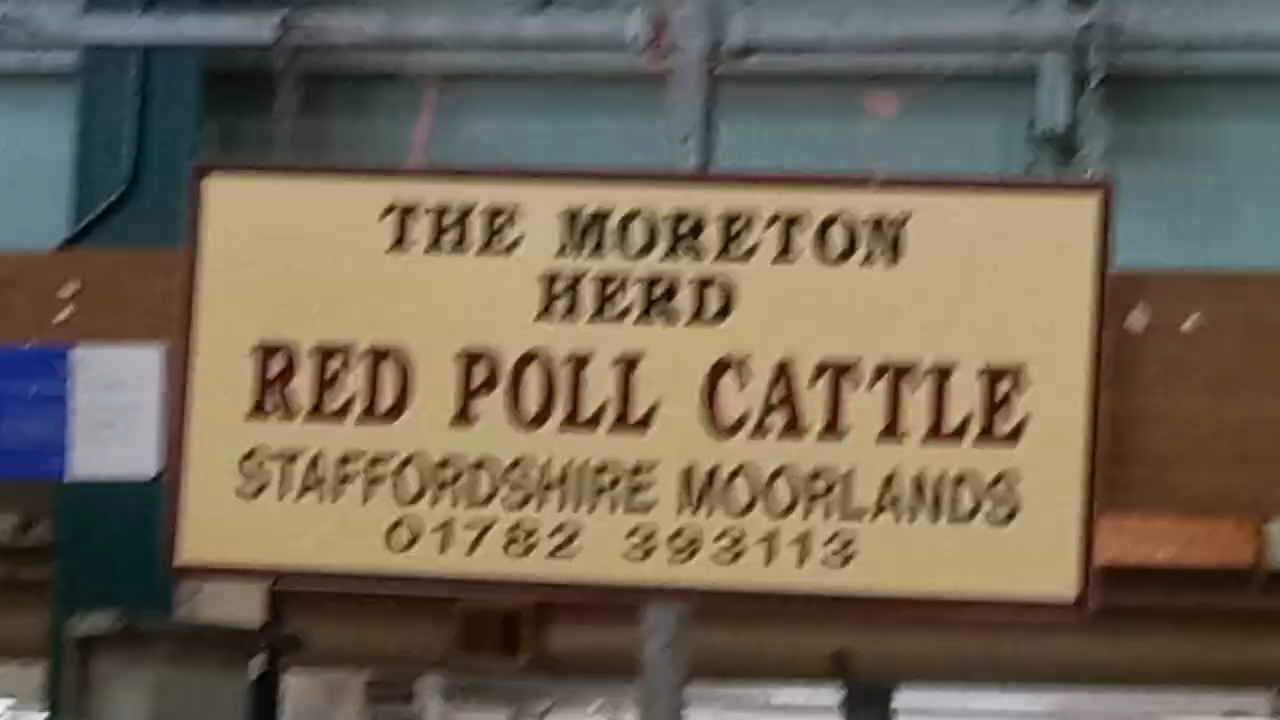 THE MORETON
HERD
RED POLL CATTLE
STAFFORDSHIRE MOORLANDS
01782 393113